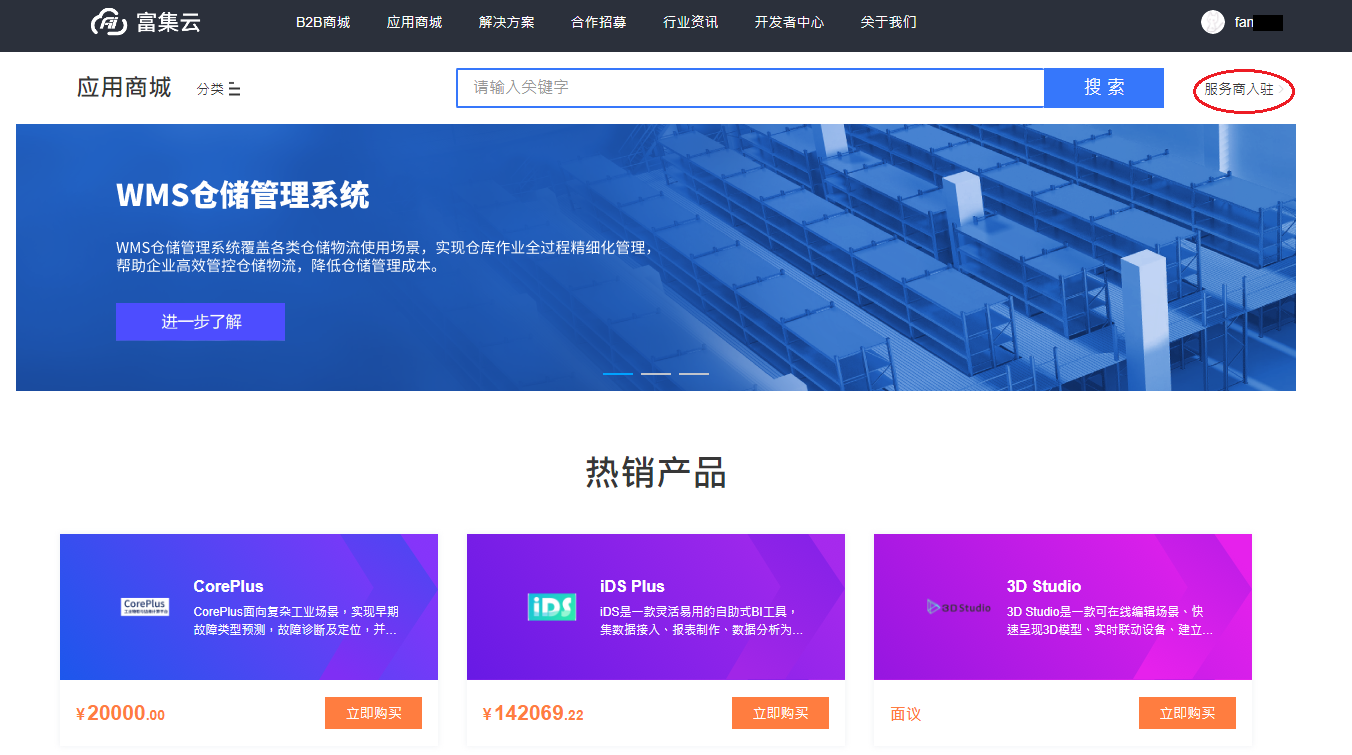 富集云 B2B商城 应用商城 解决方案 合作招募 行业资讯 开发者中心 关于我们 fan
应用商城 分类 请输入关键字 搜 索 服务商入驻
WMS仓储管理系统
WMS仓储管理系统覆盖各类仓储物流使用场景，实现仓库作业全过程精细化管理，
帮助企业高效管控仓储物流，降低仓储管理成本。
进一步了解
热销产品
CorePlus
CorePlus
CorePlus面向复杂工业场景，实现早期
故障类型预测，故障诊断及定位，并...
¥20000.00 立即购买
iDS
iDS Plus
iDS是一款灵活易用的自助式BI工具，
集数据接入、报表制作、数据分析为...
¥142069.22 立即购买
3D Studio
3D Studio
3D Studio是一款可在线编辑场景、快
速呈现3D模型、实时联动设备、建立...
面议 立即购买